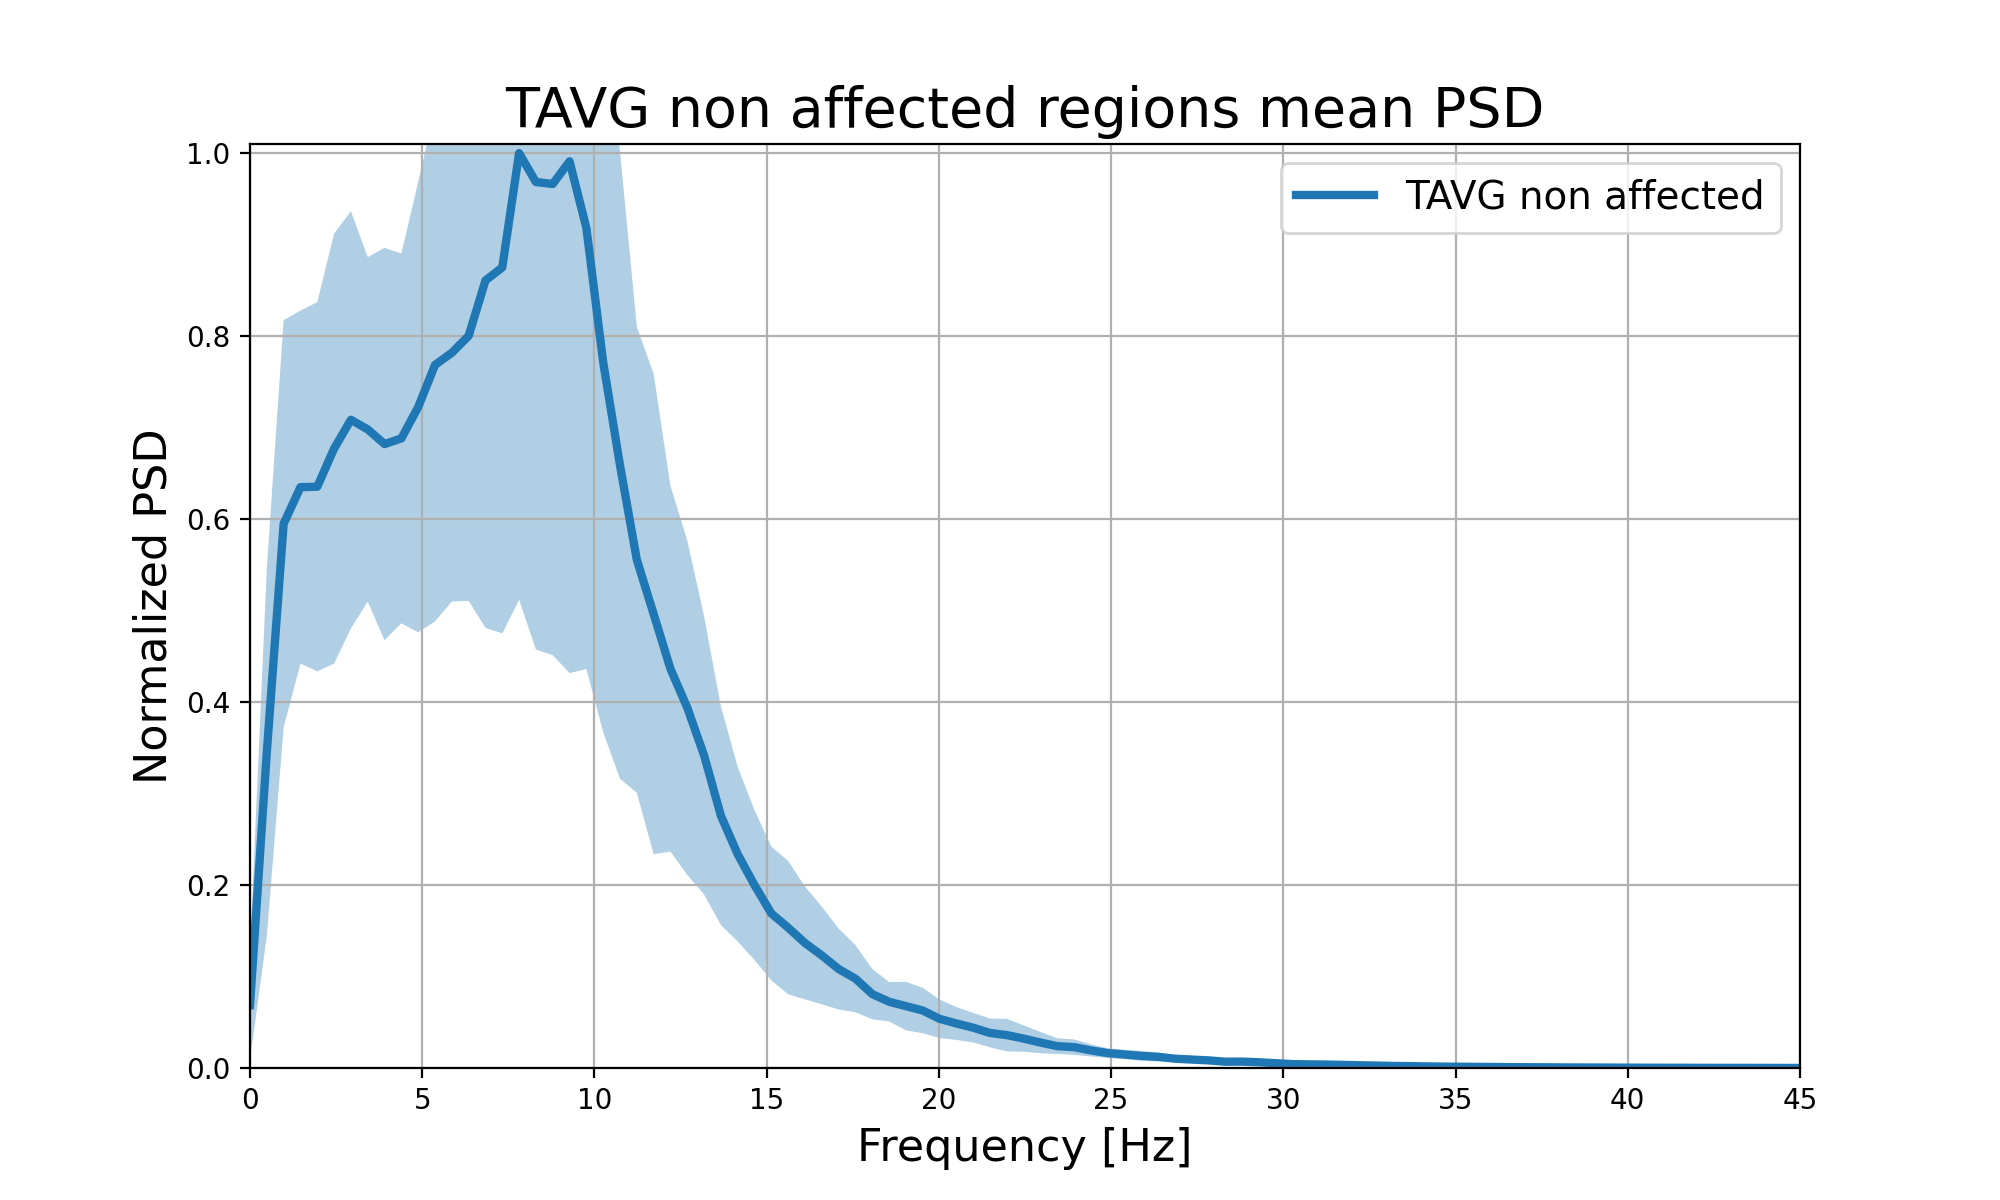 TAVG non affected regions mean PSD
TAVG non affected
Normalized PSD
1.0
0.8
0.6
0.4
0.2
0.0
0 5 10 15 20 25 30 35 40 45
Frequency [Hz]